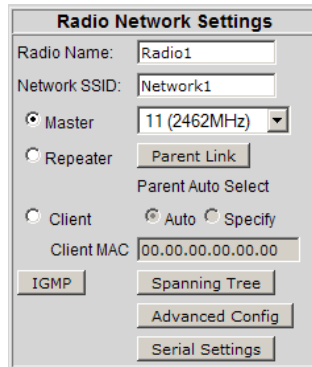 Radio Network Settings
Radio Name: Radio1
Network SSID: Network1
Master 11 (2462MHz)
Repeater Parent Link
Parent Auto Select
Client Auto Specify
Client MAC 00.00.00.00.00.00
IGMP Spanning Tree
Advanced Config
Serial Settings